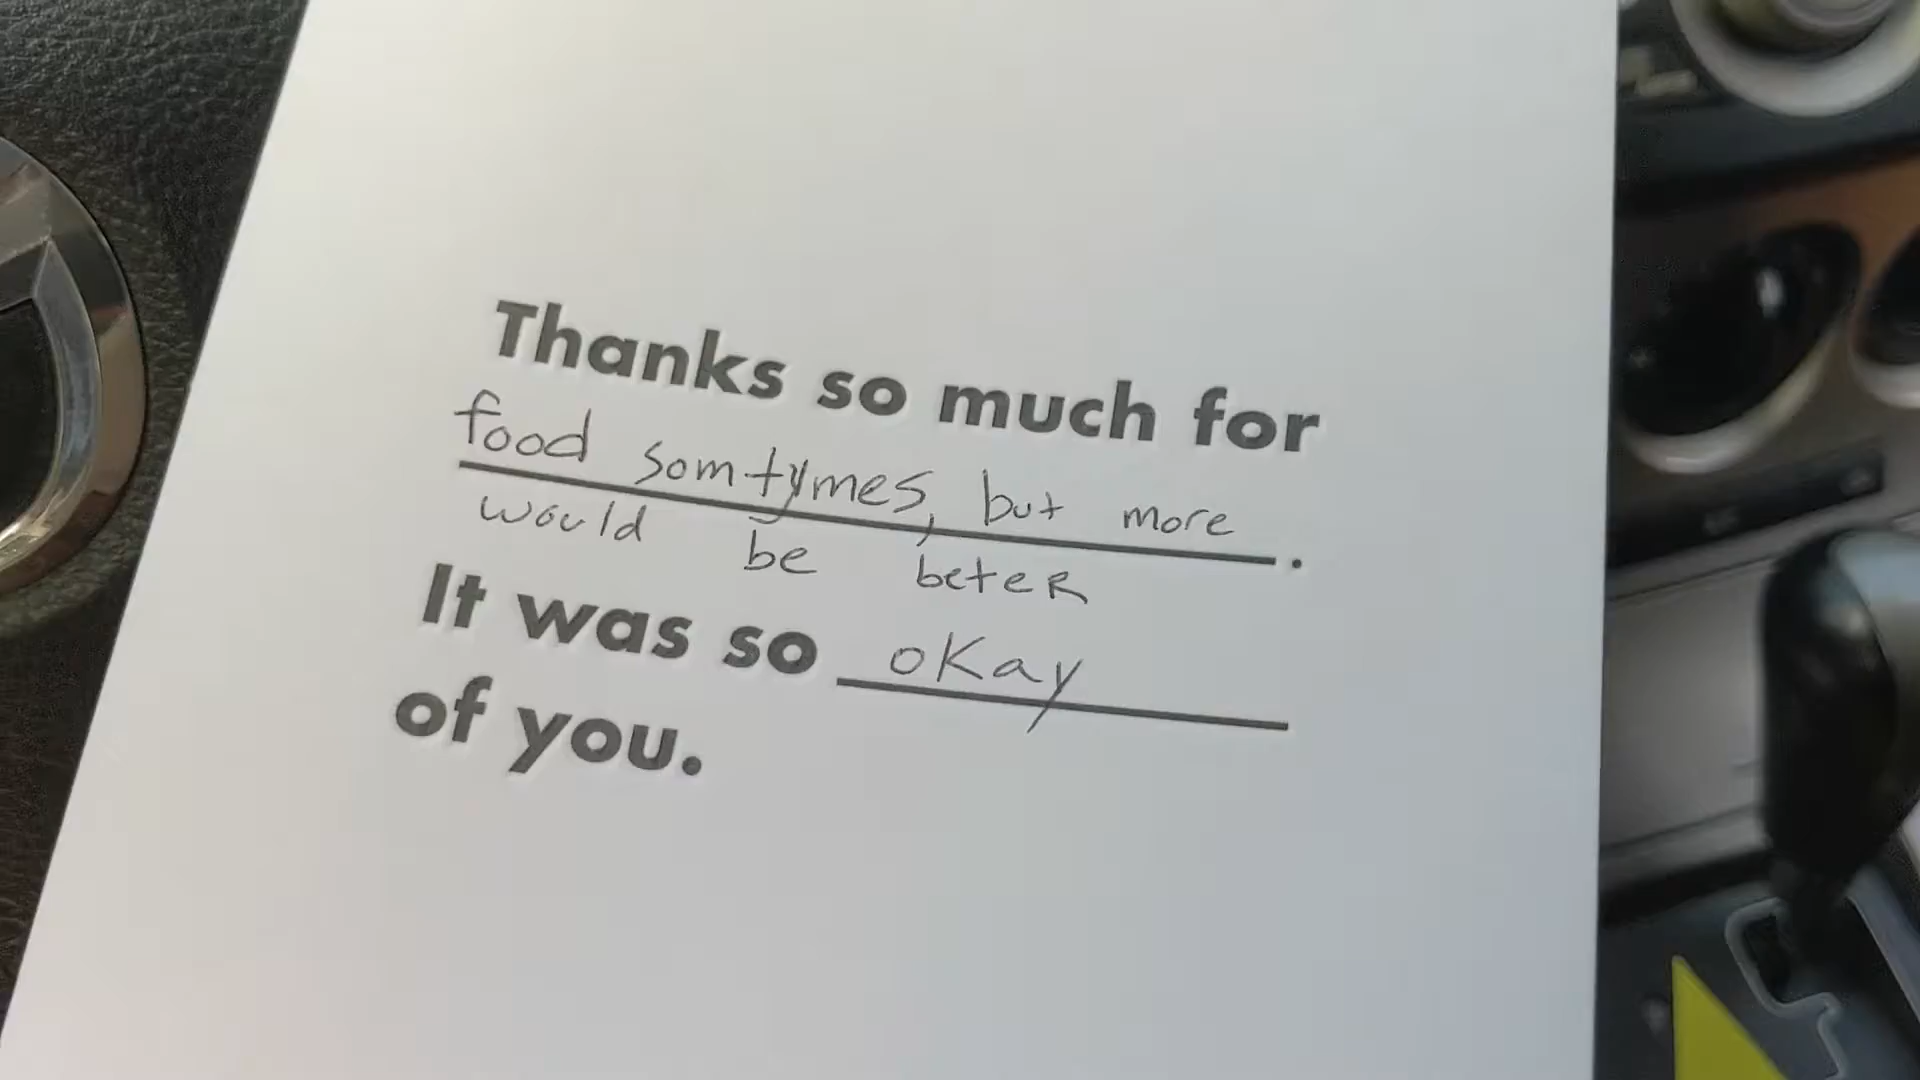 Thanks so much for
food somtymes, but more.
would be beteR
It was so okay
of you.